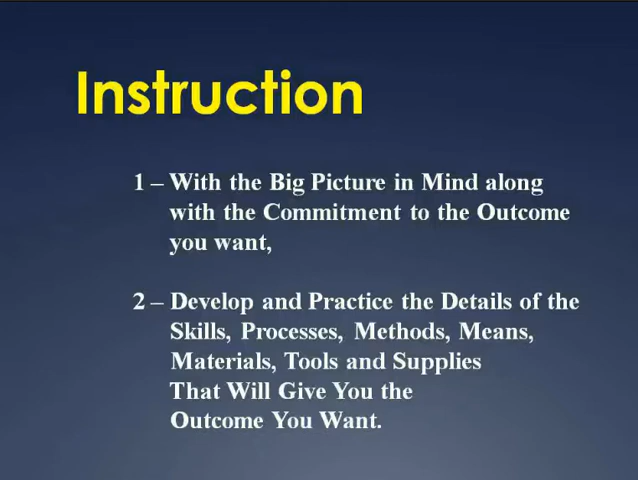 Instruction
1 – With the Big Picture in Mind along
with the Commitment to the Outcome
you want,
2 – Develop and Practice the Details of the
Skills, Processes, Methods, Means,
Materials, Tools and Supplies
That Will Give You the
Outcome You Want.